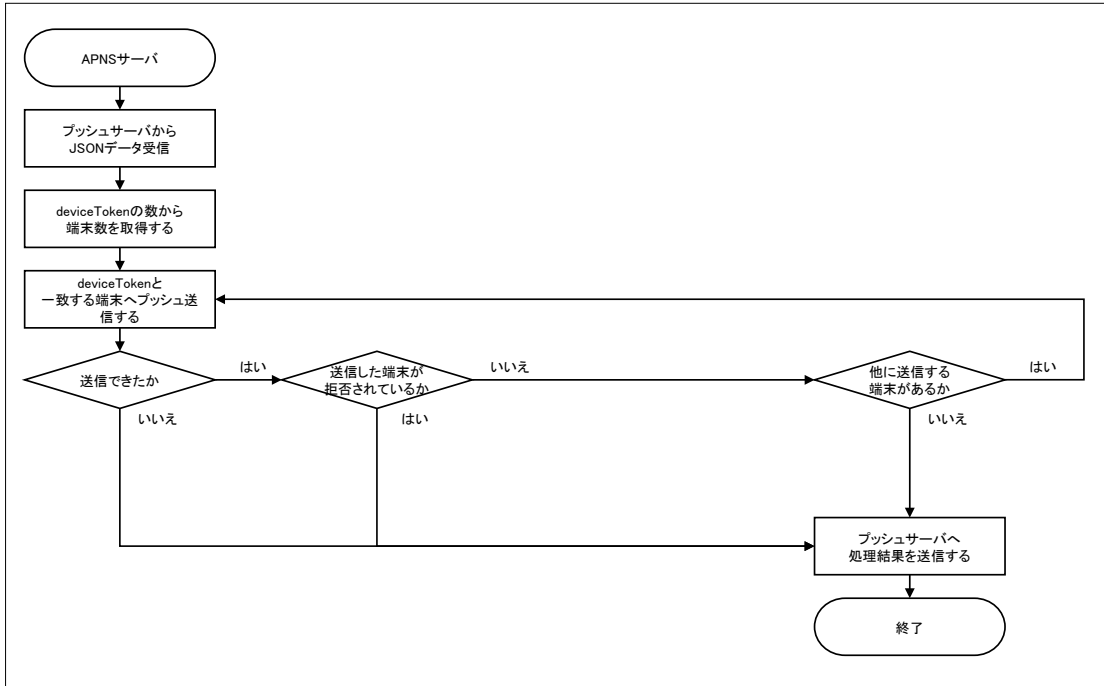 APNSサーバ
プッシュサーバから
JSONデータ受信
deviceTokenの数から
端末数を取得する
deviceTokenと
一致する端末へプッシュ送
信する
送信できたか
はい
いいえ
送信した端末が
拒否されているか
いいえ
はい
他に送信する
端末があるか
はい
いいえ
プッシュサーバへ
処理結果を送信する
終了